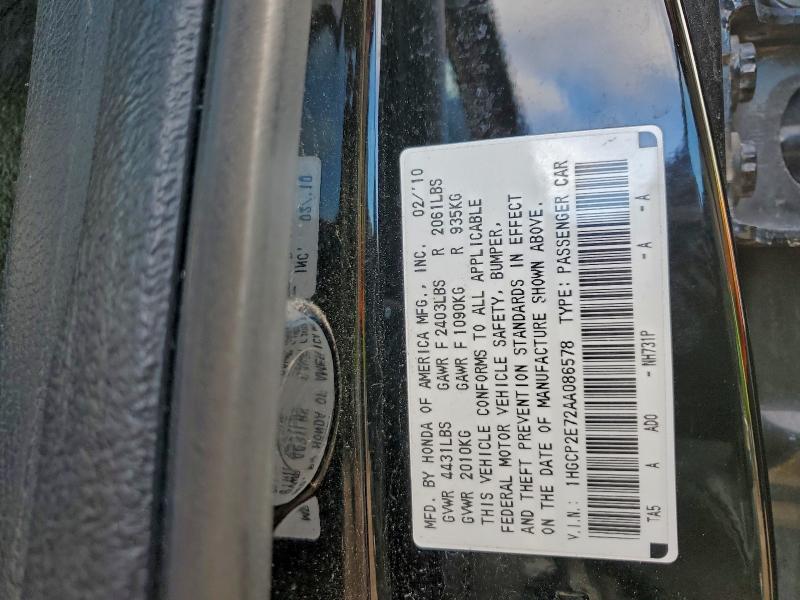 MFD. BY HONDA OF AMERICA MFG., INC. 02/'10
GVWR 4431LBS GAWR F 2403LBS R 2061LBS
GVWR 2010KG GAWR F 1090KG R 935KG
THIS VEHICLE CONFORMS TO ALL APPLICABLE
FEDERAL MOTOR VEHICLE SAFETY, BUMPER,
AND THEFT PREVENTION STANDARDS IN EFFECT
ON THE DATE OF MANUFACTURE SHOWN ABOVE.
V.I.N.: 1HGCP2E72AA086578 TYPE: PASSENGER CAR
TA5 A AD0 - NH731P - A - A